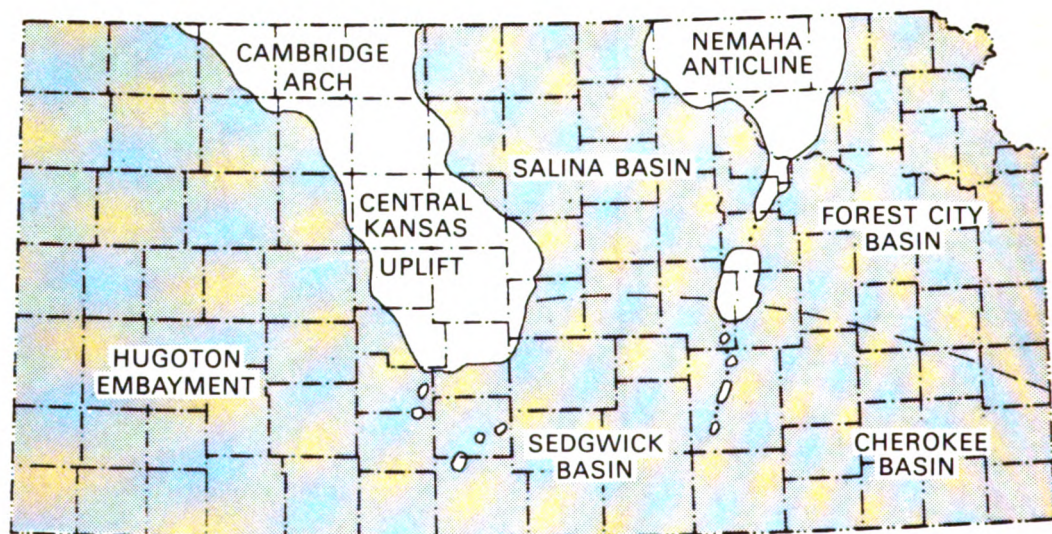 CAMBRIDGE
ARCH
NEMAHA
ANTICLINE
SALINA BASIN
CENTRAL
KANSAS
UPLIFT
FOREST CITY
BASIN
HUGOTON
EMBAYMENT
SEDGWICK
BASIN
CHEROKEE
BASIN